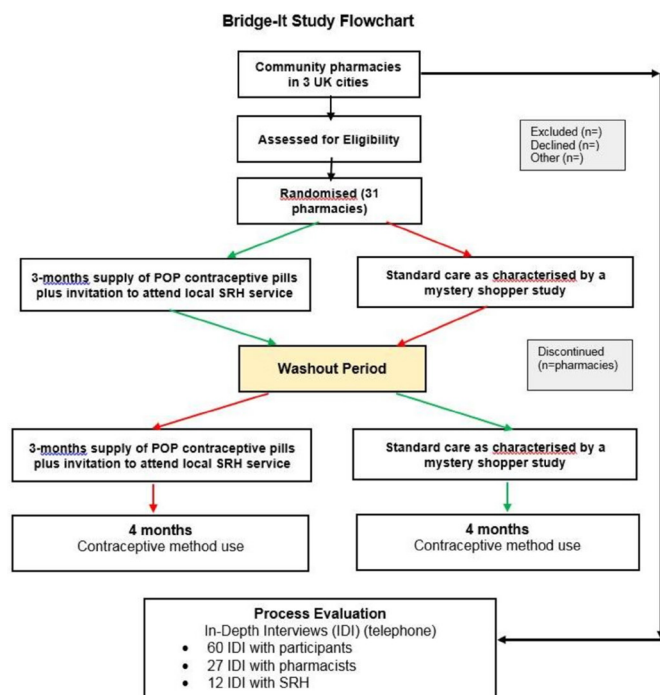 Bridge-It Study Flowchart
Community pharmacies
in 3 UK cities
Assessed for Eligibility
Excluded (n=)
Declined (n=)
Other (n=)
Randomised (31
pharmacies)
3-months supply of POP contraceptive pills
plus invitation to attend local SRH service
Standard care as characterised by a
mystery shopper study
Washout Period
Discontinued
(n=pharmacies)
3-months supply of POP contraceptive pills
plus invitation to attend local SRH service
Standard care as characterised by a
mystery shopper study
4 months
Contraceptive method use
4 months
Contraceptive method use
Process Evaluation
In-Depth Interviews (IDI) (telephone)
• 60 IDI with participants
• 27 IDI with pharmacists
• 12 IDI with SRH